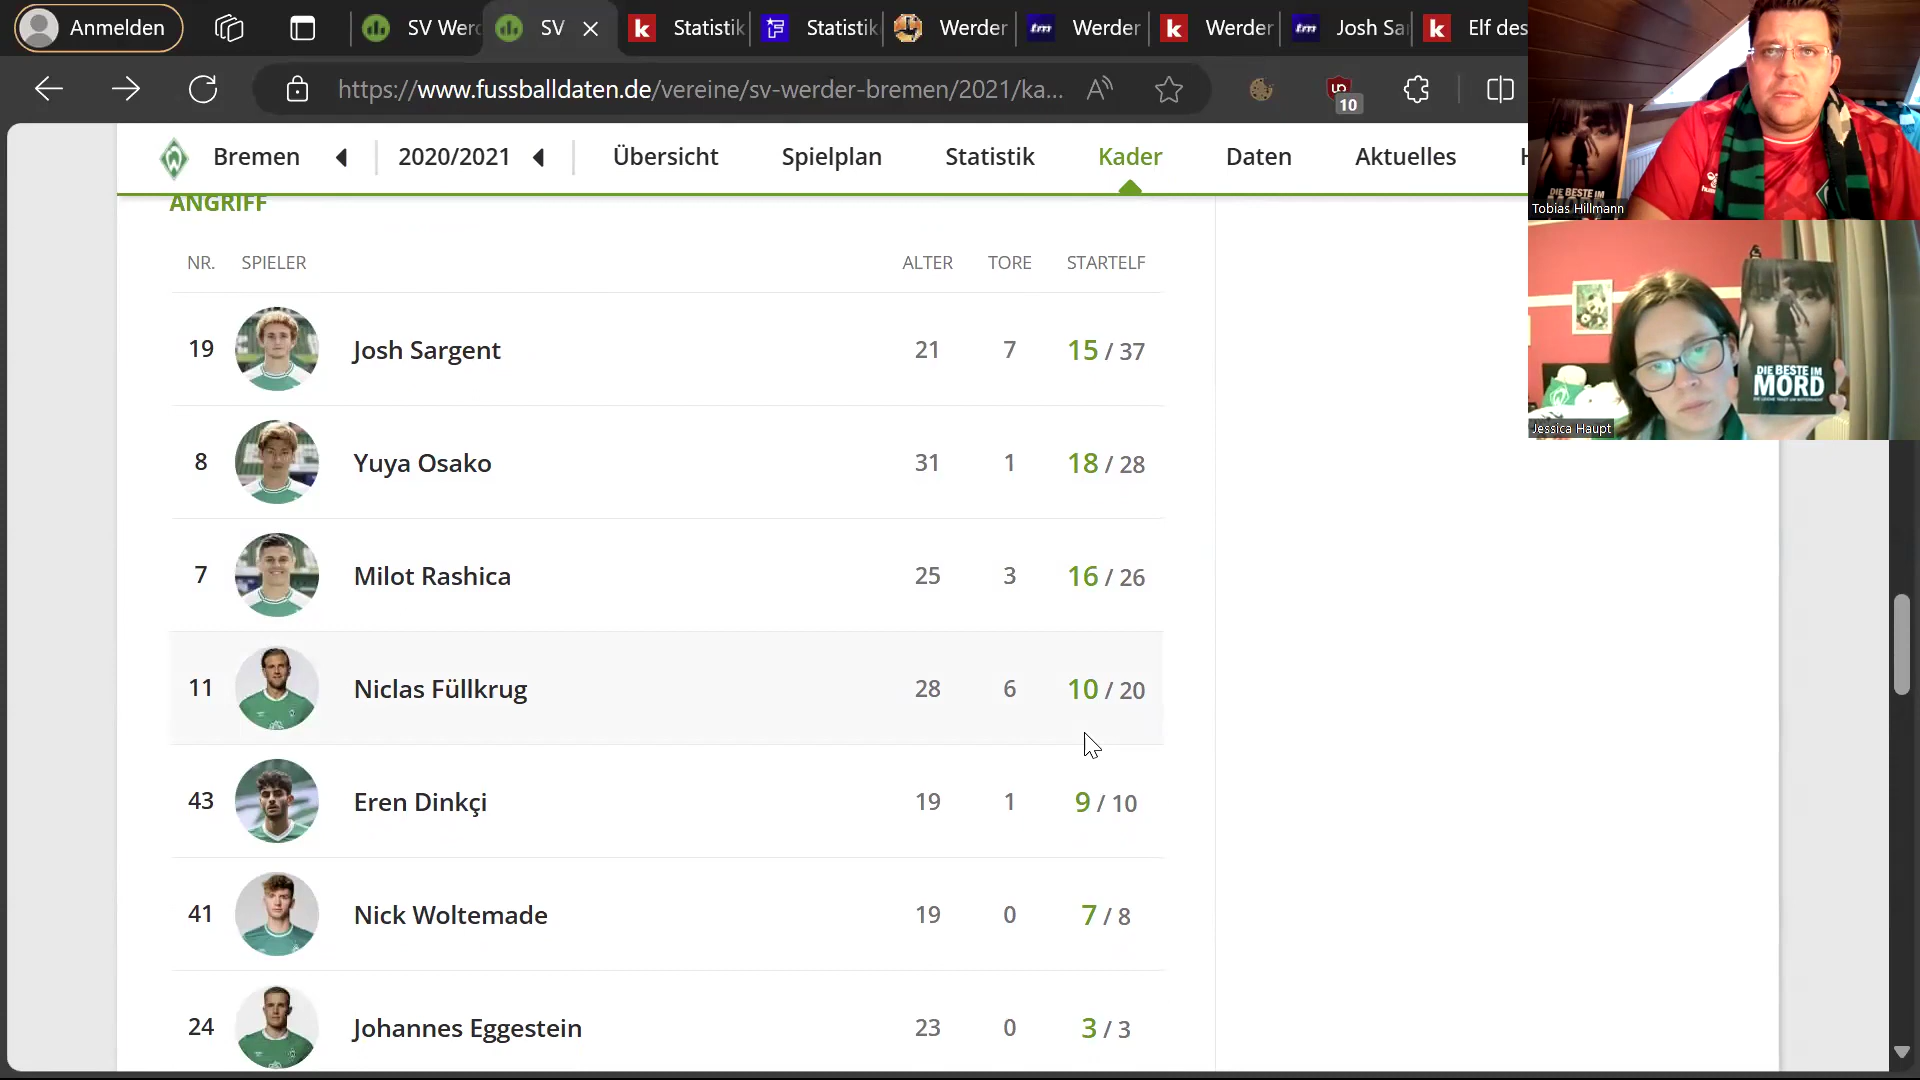 Anmelden
SV Wer
SV
Statistik
Statistik
Werder
Werder
Werder
Josh Sa
Elf des
https://www.fussballdaten.de/vereine/sv-werder-bremen/2021/ka...
10
Bremen
2020/2021
Übersicht
Spielplan
Statistik
Kader
Daten
Aktuelles
ANGRIFF
NR. SPIELER ALTER TORE STARTELF
19 Josh Sargent 21 7 15 / 37
8 Yuya Osako 31 1 18 / 28
7 Milot Rashica 25 3 16 / 26
11 Niclas Füllkrug 28 6 10 / 20
43 Eren Dinkçi 19 1 9 / 10
41 Nick Woltemade 19 0 7 / 8
24 Johannes Eggestein 23 0 3 / 3
DIE BESTE IM
MORD
Tobias Hillmann
DIE BESTE IM
MORD
Jessica Haupt